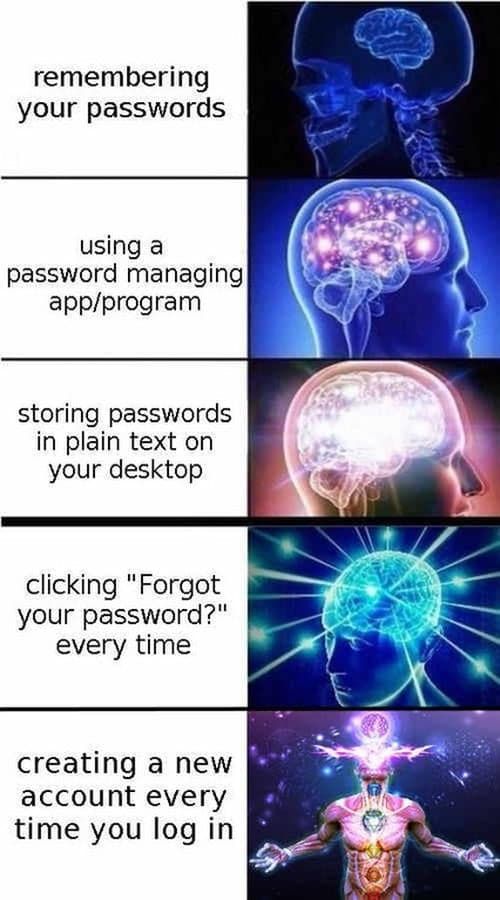 remembering
your passwords
using a
password managing
app/program
storing passwords
in plain text on
your desktop
clicking "Forgot
your password?"
every time
creating a new
account every
time you log in